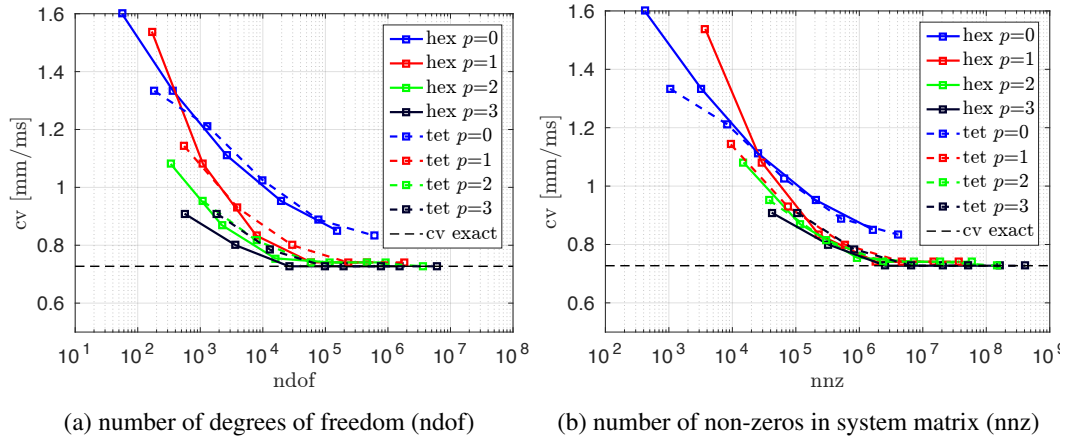 1.6
1.4
1.2
1
0.8
0.6
cv [mm/ms]
hex p=0
hex p=1
hex p=2
hex p=3
tet p=0
tet p=1
tet p=2
tet p=3
cv exact
10^1 10^2 10^3 10^4 10^5 10^6 10^7 10^8
ndof
(a) number of degrees of freedom (ndof)
1.6
1.4
1.2
1
0.8
0.6
cv [mm/ms]
hex p=0
hex p=1
hex p=2
hex p=3
tet p=0
tet p=1
tet p=2
tet p=3
cv exact
10^2 10^3 10^4 10^5 10^6 10^7 10^8 10^9
nnz
(b) number of non-zeros in system matrix (nnz)